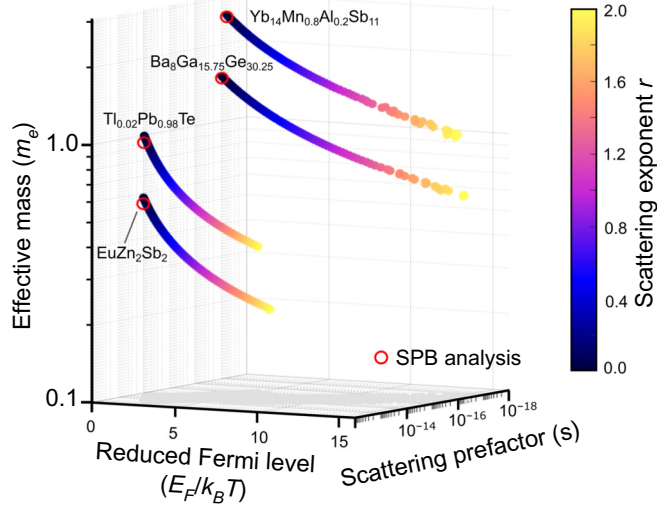 Yb₁₄Mn₀.₈Al₀.₂Sb₁₁
Ba₈Ga₁₅.₇₅Ge₃₀.₂₅
Tl₀.₀₂Pb₀.₉₈Te
EuZn₂Sb₂
Effective mass (mₑ)
1.0
0.1
SPB analysis
0
5
10
15
Reduced Fermi level
(E_F/k_BT)
10⁻¹⁴
10⁻¹⁶
10⁻¹⁸
Scattering prefactor (s)
2.0
1.6
1.2
0.8
0.4
0.0
Scattering exponent r